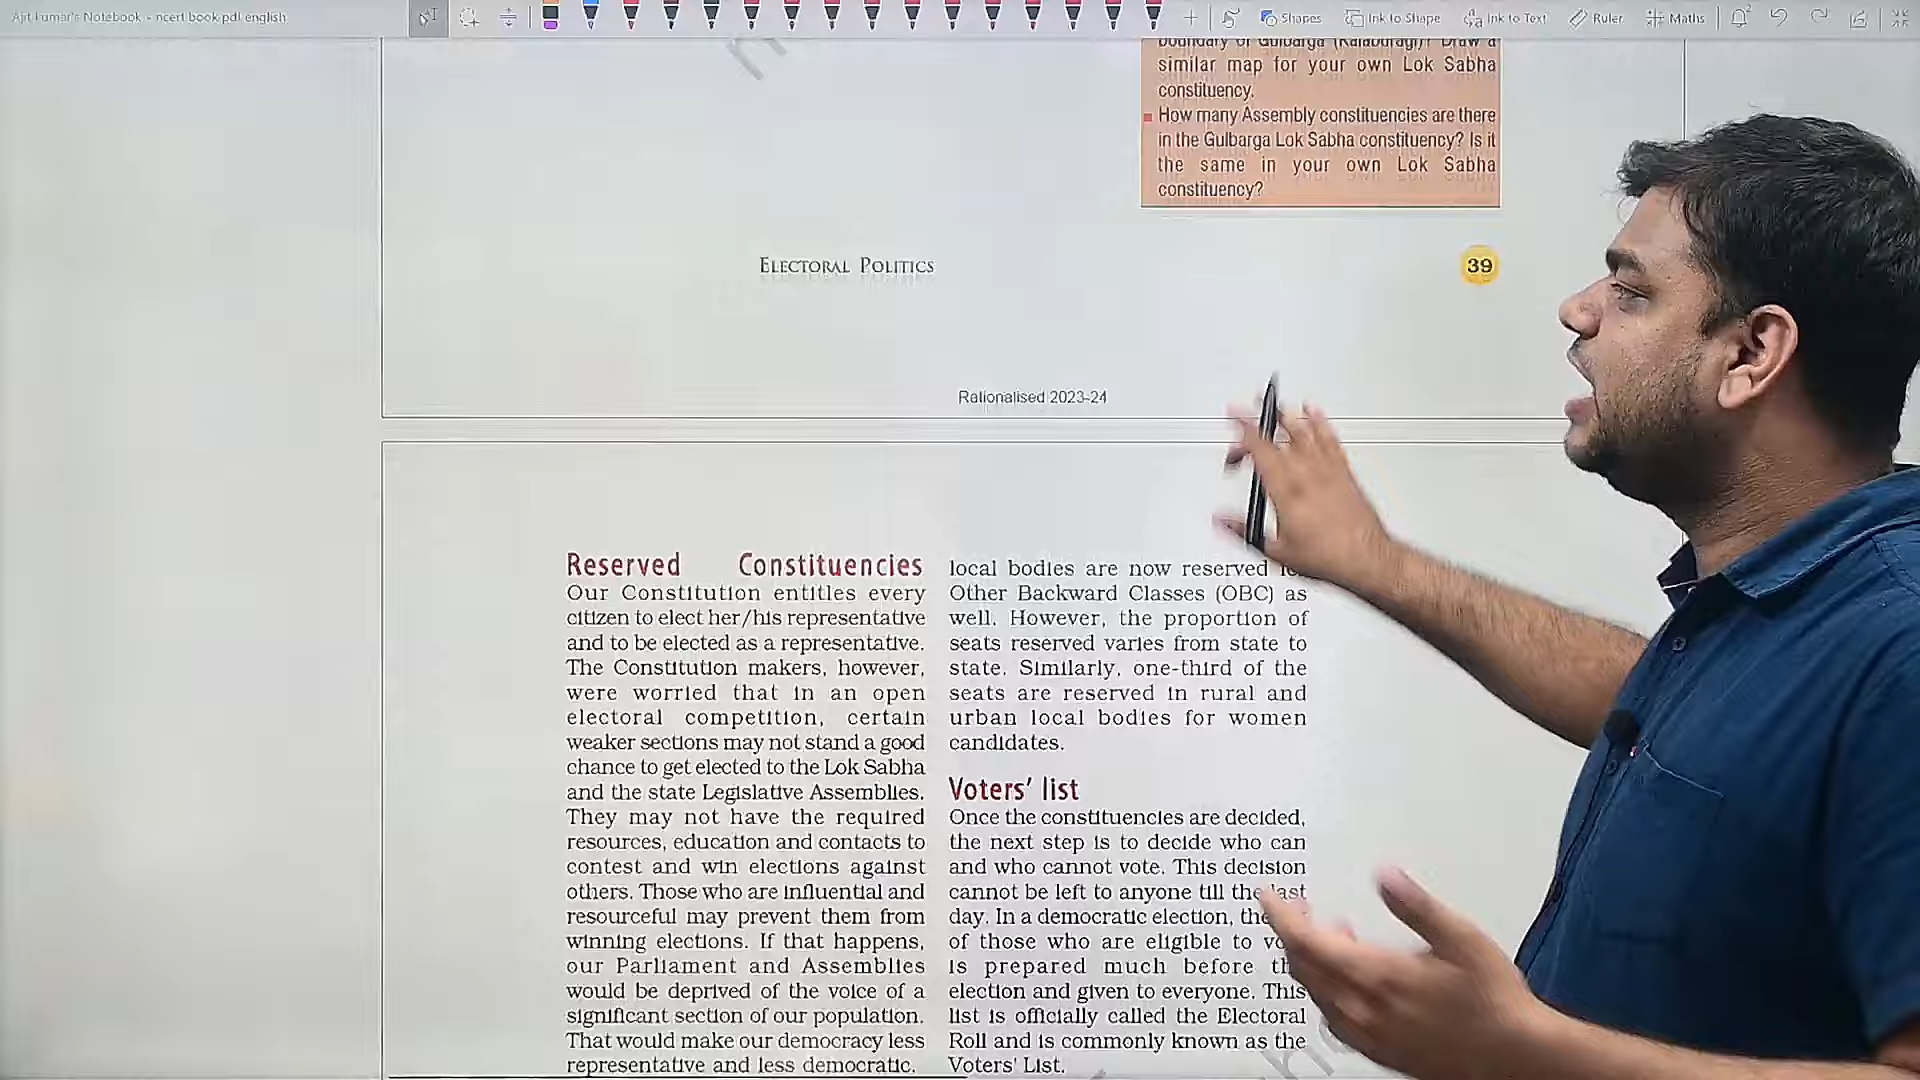 Ajit kumar's Notebook - ncert book pdf english
Shapes
Ink to Shape
Ink to Text
Ruler
Maths
boundary of Gulbarga (Kalaburagi)? Draw a
similar map for your own Lok Sabha
constituency.
How many Assembly constituencies are there
in the Gulbarga Lok Sabha constituency? Is it
the same in your own Lok Sabha
constituency?
Electoral Politics
39
Rationalised 2023-24
Reserved Constituencies
Our Constitution entitles every
citizen to elect her/his representative
and to be elected as a representative.
The Constitution makers, however,
were worried that in an open
electoral competition, certain
weaker sections may not stand a good
chance to get elected to the Lok Sabha
and the state Legislative Assemblies.
They may not have the required
resources, education and contacts to
contest and win elections against
others. Those who are influential and
resourceful may prevent them from
winning elections. If that happens,
our Parliament and Assemblies
would be deprived of the voice of a
significant section of our population.
That would make our democracy less
representative and less democratic.
local bodies are now reserved
Other Backward Classes (OBC) as
well. However, the proportion of
seats reserved varies from state to
state. Similarly, one-third of the
seats are reserved in rural and
urban local bodies for women
candidates.
Voters' list
Once the constituencies are decided,
the next step is to decide who can
and who cannot vote. This decision
cannot be left to anyone till the last
day. In a democratic election, the
of those who are eligible to
is prepared much before
election and given to everyone. This
list is officially called the Electoral
Roll and is commonly known as the
Voters' List.